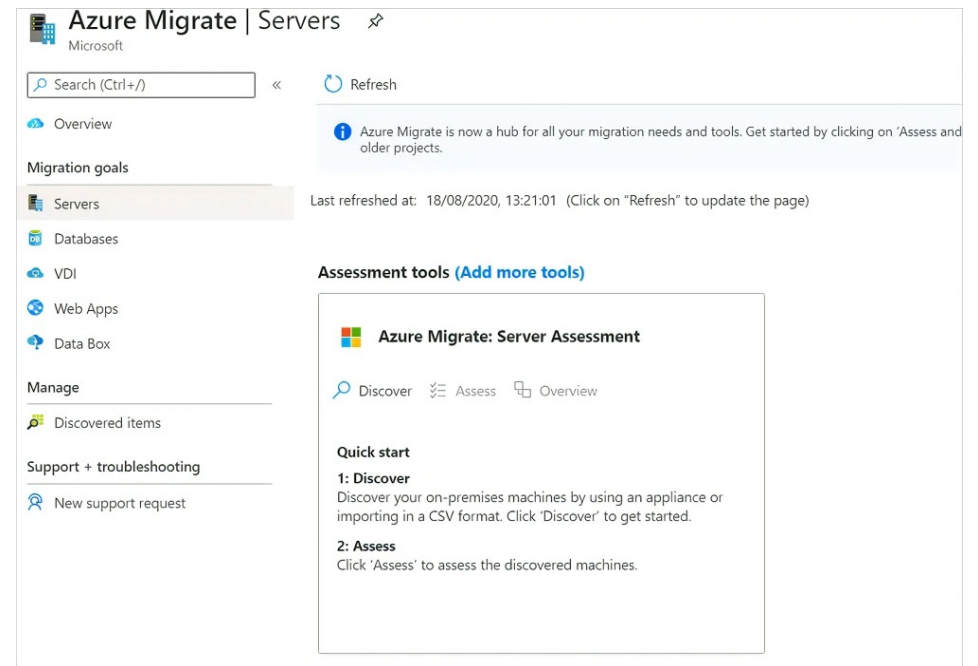 Azure Migrate | Servers
Microsoft
Search (Ctrl+/)
«
Overview
Migration goals
Servers
Databases
VDI
Web Apps
Data Box
Manage
Discovered items
Support + troubleshooting
New support request
Refresh
Azure Migrate is now a hub for all your migration needs and tools. Get started by clicking on ‘Assess and
older projects.
Last refreshed at: 18/08/2020, 13:21:01 (Click on “Refresh” to update the page)
Assessment tools (Add more tools)
Azure Migrate: Server Assessment
Discover Assess Overview
Quick start
1: Discover
Discover your on-premises machines by using an appliance or
importing in a CSV format. Click ‘Discover’ to get started.
2: Assess
Click ‘Assess’ to assess the discovered machines.